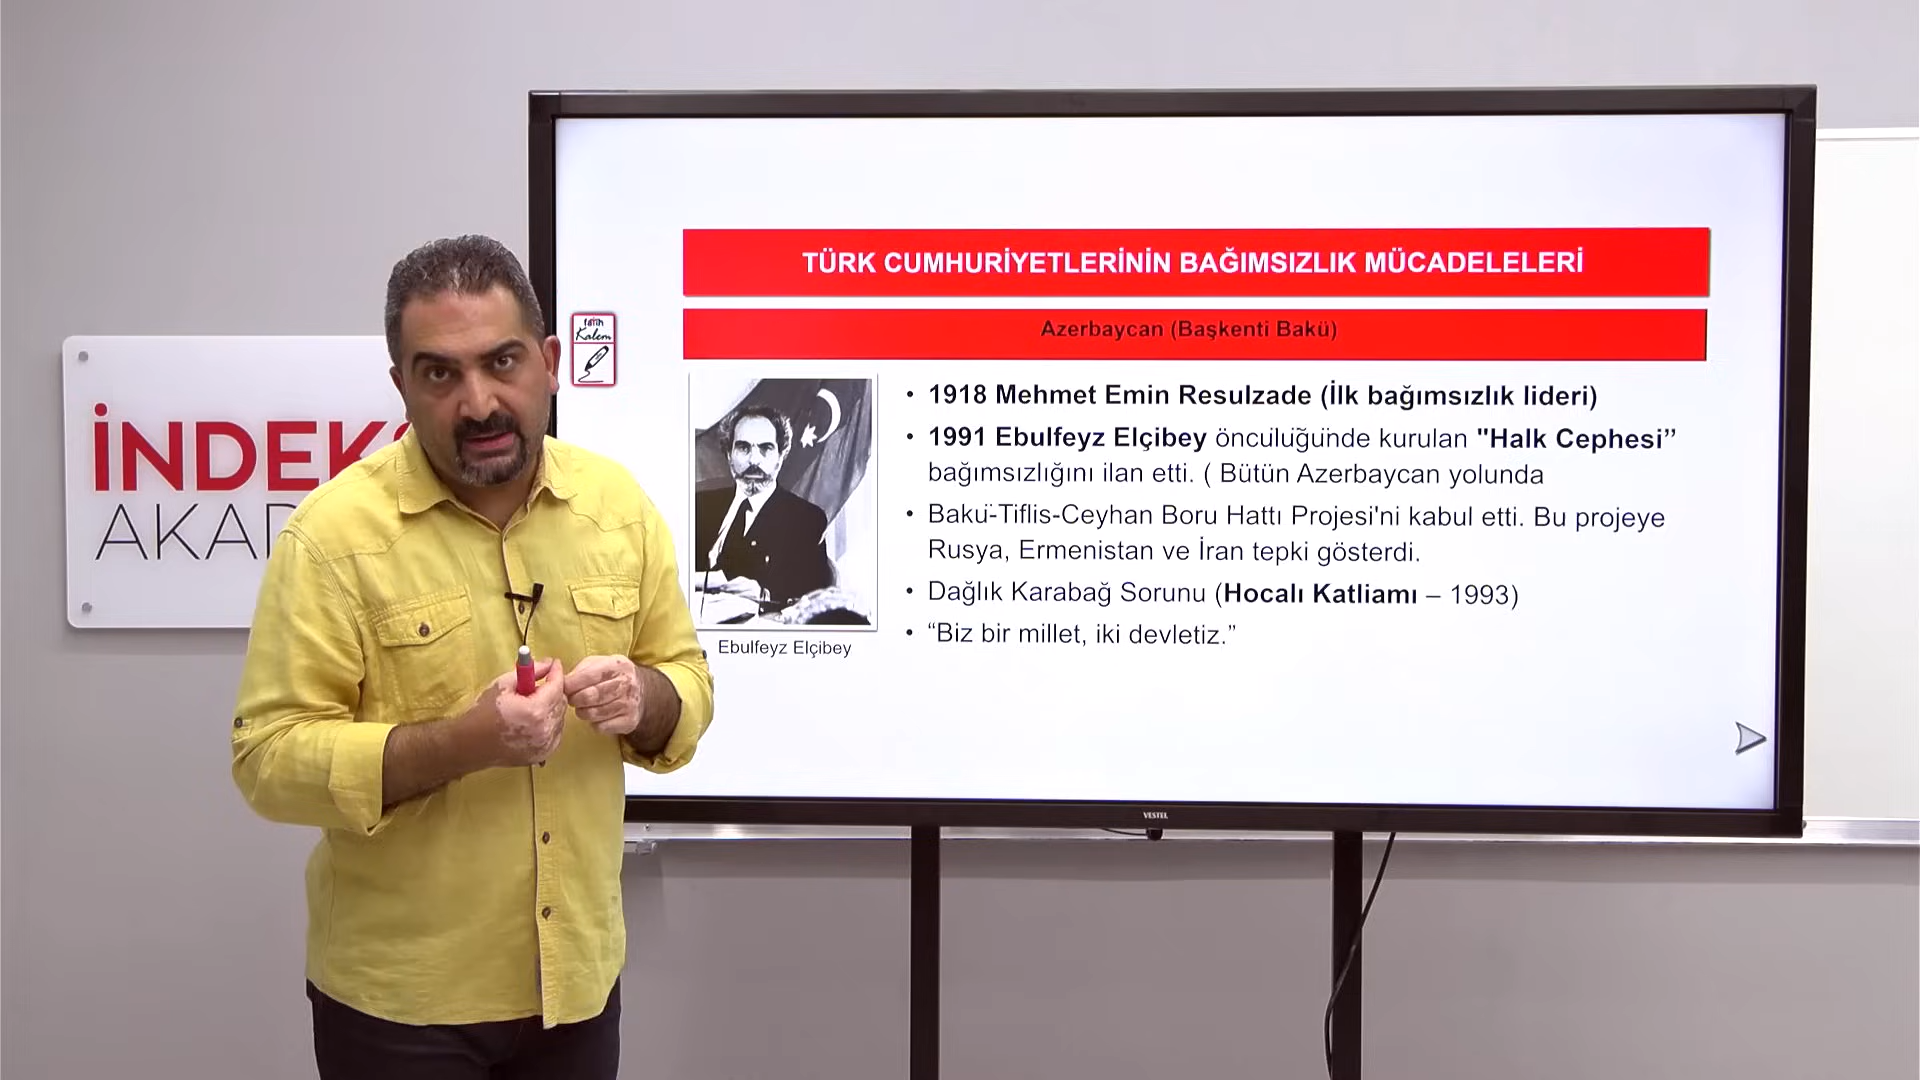 İNDEKS
AKAD
fatih
Kalem
TÜRK CUMHURİYETLERİNİN BAĞIMSIZLIK MÜCADELELERİ
Azerbaycan (Başkenti Bakü)
• 1918 Mehmet Emin Resulzade (İlk bağımsızlık lideri)
• 1991 Ebulfeyz Elçibey önculüğünde kurulan "Halk Cephesi”
bağımsızlığını ilan etti. ( Bütün Azerbaycan yolunda
• Bakü-Tiflis-Ceyhan Boru Hattı Projesi'ni kabul etti. Bu projeye
Rusya, Ermenistan ve İran tepki gösterdi.
• Dağlık Karabağ Sorunu (Hocalı Katliamı – 1993)
• “Biz bir millet, iki devletiz.”
Ebulfeyz Elçibey
VESTEL